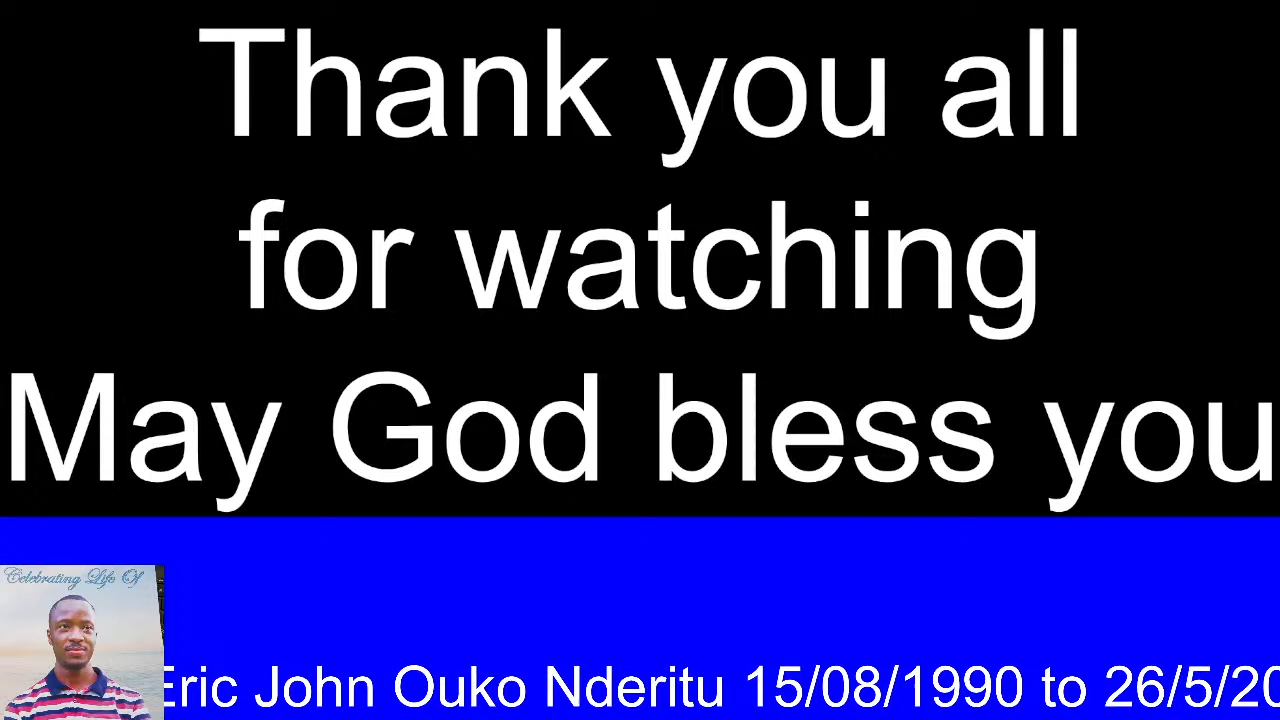 Thank you all
for watching
May God bless you
Celebrating Life Of
Eric John Ouko Nderitu 15/08/1990 to 26/5/20